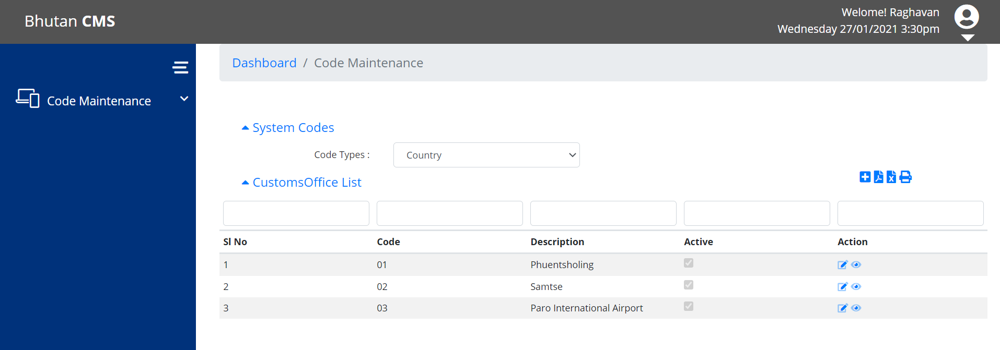 Bhutan CMS
Welome! Raghavan
Wednesday 27/01/2021 3:30pm
Dashboard / Code Maintenance
Code Maintenance
System Codes
Code Types : Country
CustomsOffice List
Sl No Code Description Active Action
1 01 Phuentsholing
2 02 Samtse
3 03 Paro International Airport